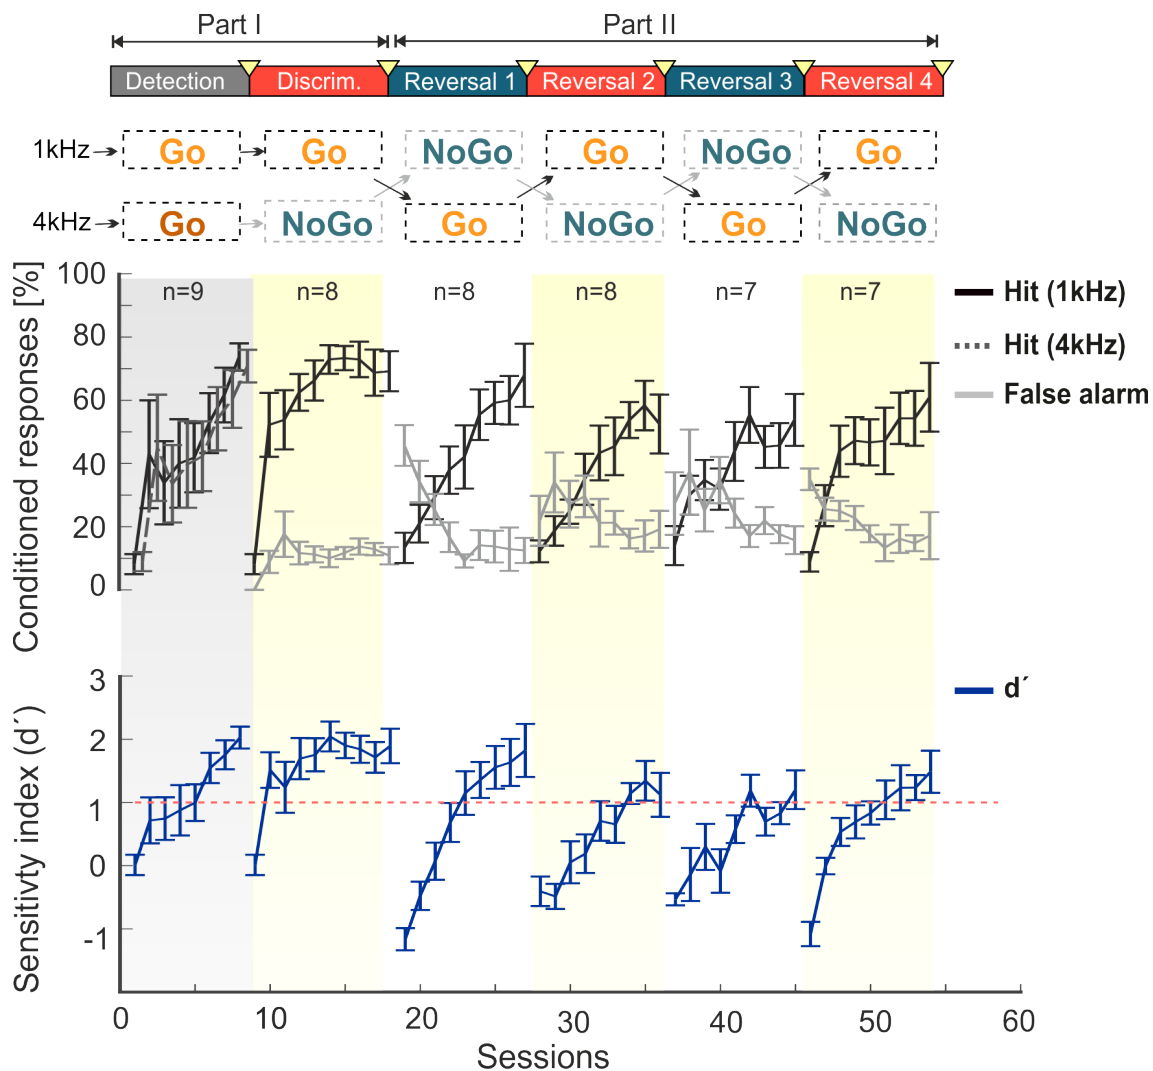 Part I Part II
Detection Discrim. Reversal 1 Reversal 2 Reversal 3 Reversal 4
1kHz Go Go NoGo Go NoGo Go
4kHz Go NoGo Go NoGo Go NoGo
Conditioned responses [%]
100
80
60
40
20
0
n=9 n=8 n=8 n=8 n=7 n=7
Hit (1kHz)
Hit (4kHz)
False alarm
Sensitivty index (d´)
3
2
1
0
-1
d´
0 10 20 30 40 50 60
Sessions